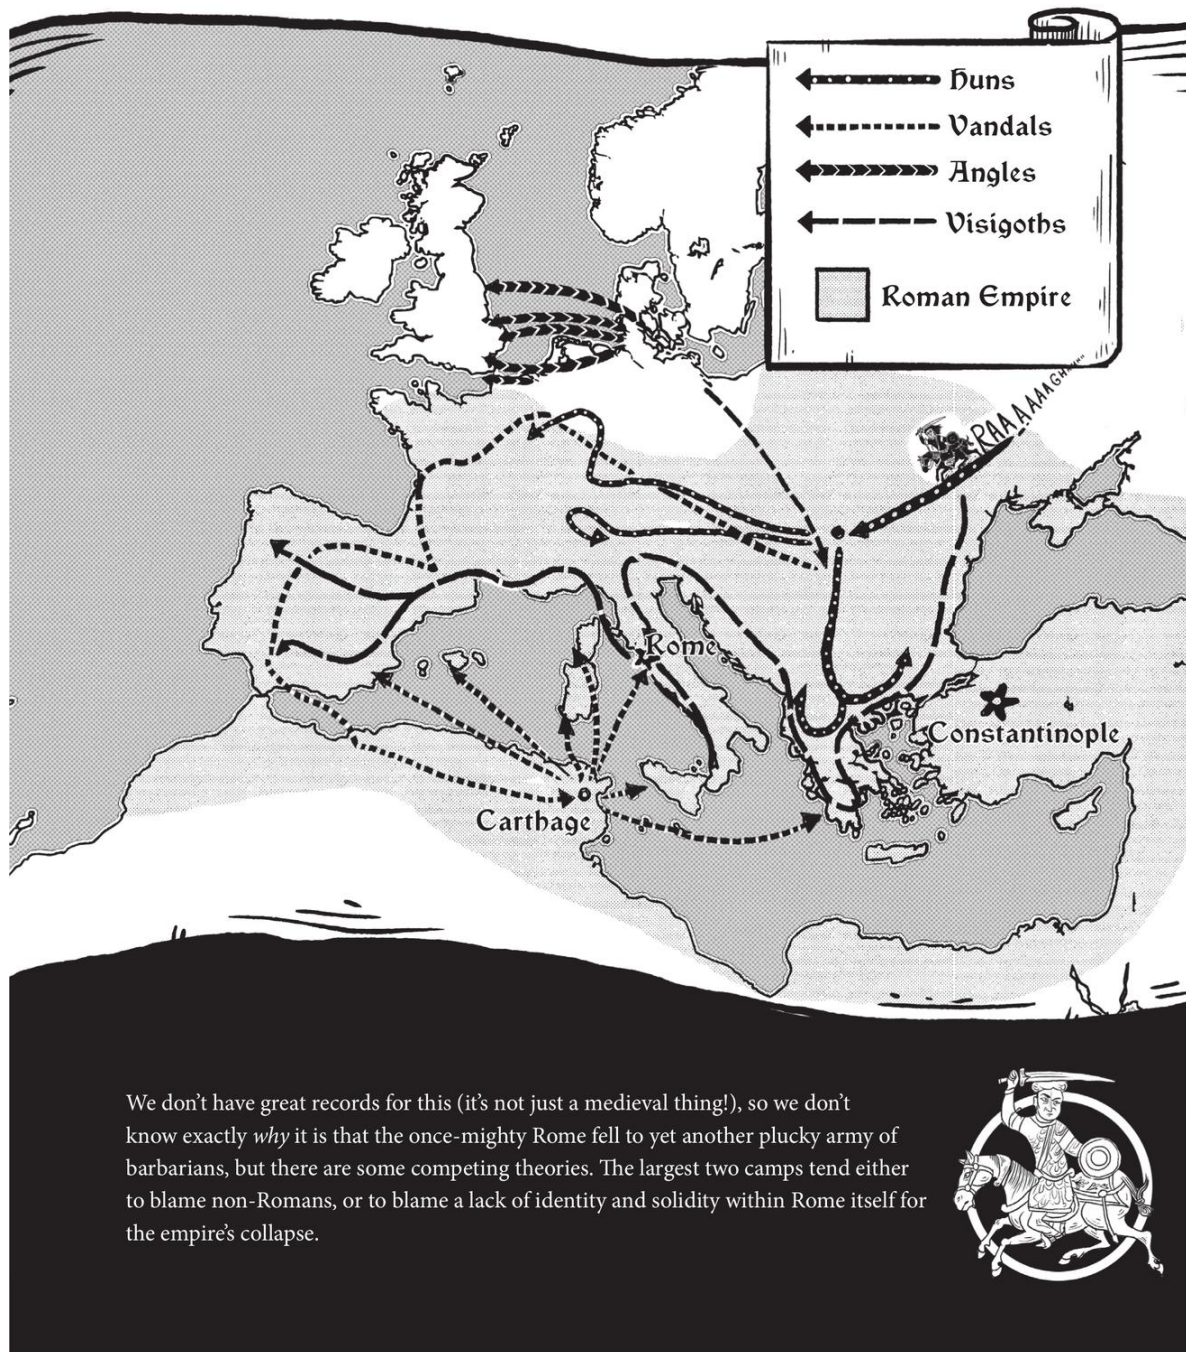 Huns
Vandals
Angles
Visigoths
Roman Empire
RAAAAAAGH
Rome
Constantinople
Carthage
We don’t have great records for this (it’s not just a medieval thing!), so we don’t
know exactly why it is that the once-mighty Rome fell to yet another plucky army of
barbarians, but there are some competing theories. The largest two camps tend either
to blame non-Romans, or to blame a lack of identity and solidity within Rome itself for
the empire’s collapse.